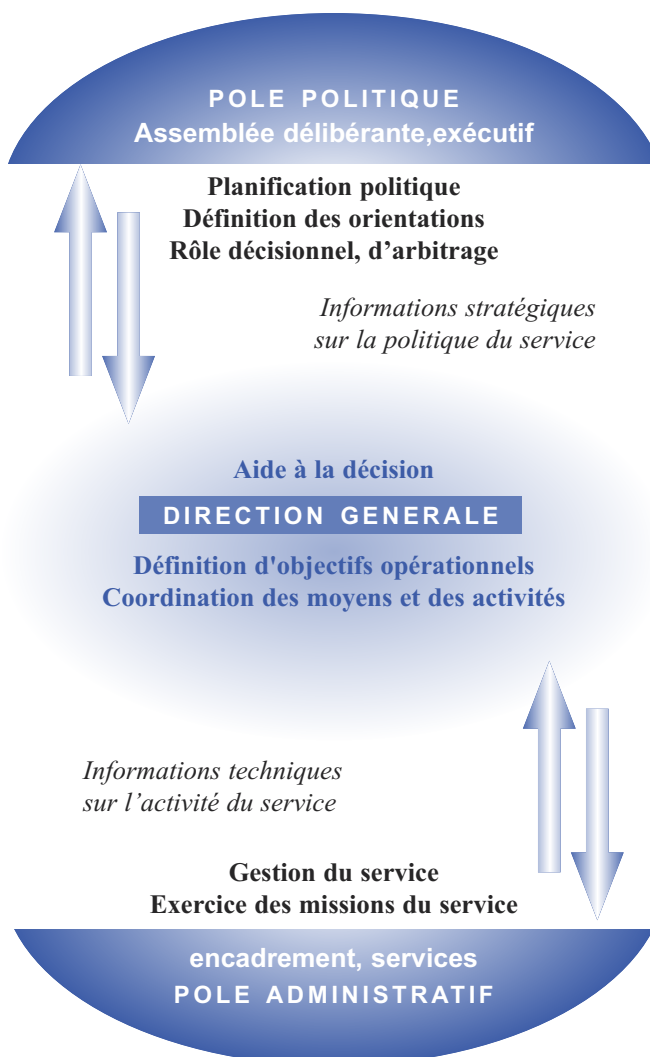 POLE POLITIQUE
Assemblée délibérante,exécutif
Planification politique
Définition des orientations
Rôle décisionnel, d’arbitrage
Informations stratégiques
sur la politique du service
Aide à la décision
DIRECTION GENERALE
Définition d'objectifs opérationnels
Coordination des moyens et des activités
Informations techniques
sur l’activité du service
Gestion du service
Exercice des missions du service
encadrement, services
POLE ADMINISTRATIF